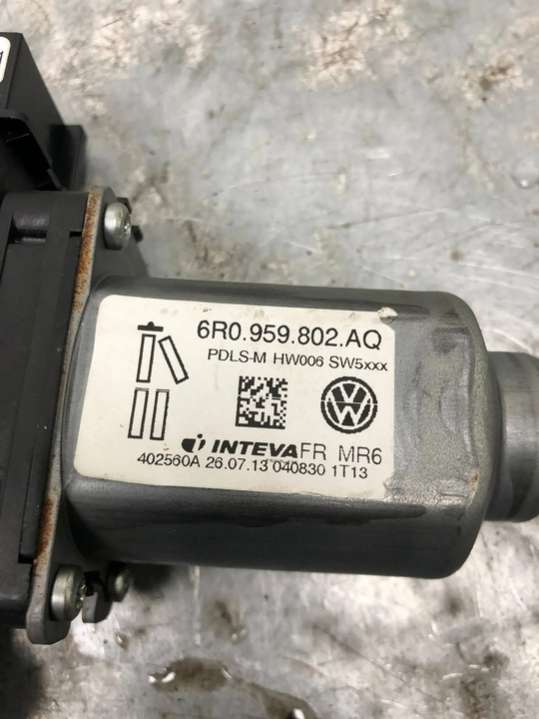 6R0.959.802.AQ
PDLS-M HW006 SW5xxx
INTEVA FR MR6
402560A 26.07.13 040830 1T13